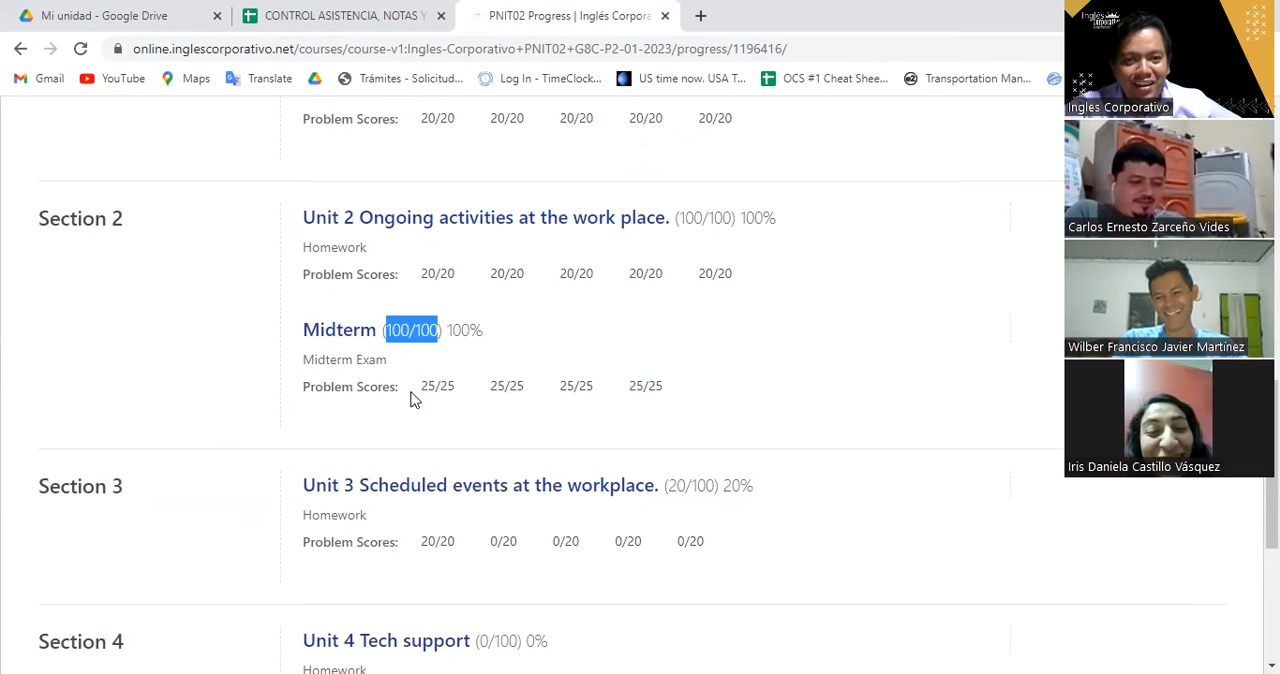 Mi unidad - Google Drive
CONTROL ASISTENCIA, NOTAS Y
PNIT02 Progress | Inglés Corpora
online.inglescorporativo.net/courses/course-v1:Ingles-Corporativo+PNIT02+G8C-P2-01-2023/progress/1196416/
Gmail
YouTube
Maps
Translate
Trámites - Solicitud...
Log In - TimeClock...
US time now. USA T...
OCS #1 Cheat Shee...
Transportation Man...
Problem Scores: 20/20 20/20 20/20 20/20 20/20
Section 2
Unit 2 Ongoing activities at the work place. (100/100) 100%
Homework
Problem Scores: 20/20 20/20 20/20 20/20 20/20
Midterm (100/100) 100%
Midterm Exam
Problem Scores: 25/25 25/25 25/25 25/25
Section 3
Unit 3 Scheduled events at the workplace. (20/100) 20%
Homework
Problem Scores: 20/20 0/20 0/20 0/20 0/20
Section 4
Unit 4 Tech support (0/100) 0%
Homework
Inglés
Corporativo
Ingles Corporativo
Carlos Ernesto Zarceño Vides
Wilber Francisco Javier Martinez
Iris Daniela Castillo Vásquez